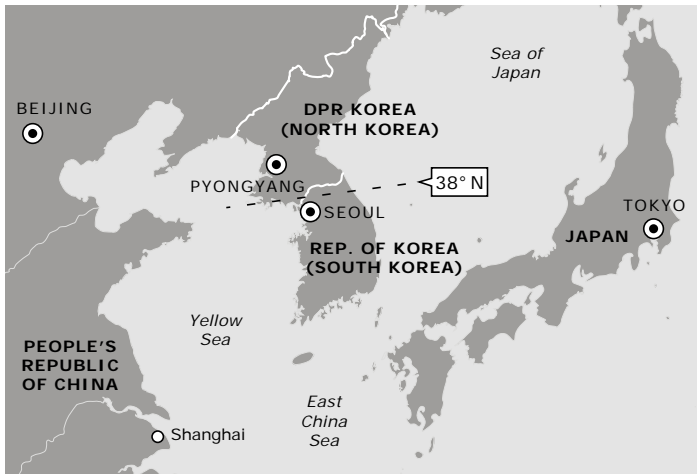 Sea of
Japan
BEIJING
DPR KOREA
(NORTH KOREA)
PYONGYANG
38° N
SEOUL
TOKYO
JAPAN
REP. OF KOREA
(SOUTH KOREA)
Yellow
Sea
PEOPLE'S
REPUBLIC
OF CHINA
East
China
Sea
Shanghai